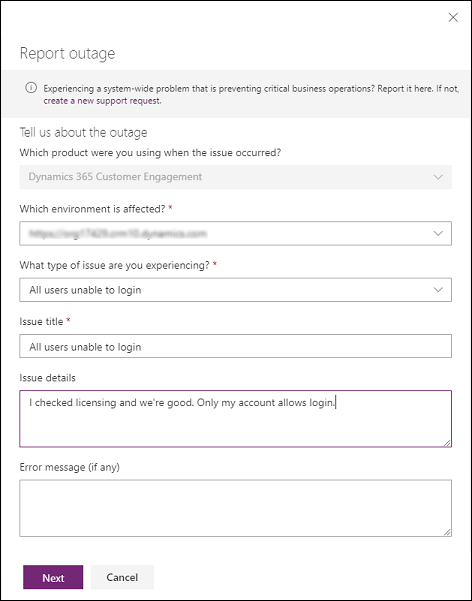 Report outage
Experiencing a system-wide problem that is preventing critical business operations? Report it here. If not,
create a new support request.
Tell us about the outage
Which product were you using when the issue occurred?
Dynamics 365 Customer Engagement
Which environment is affected? *
What type of issue are you experiencing? *
All users unable to login
Issue title *
All users unable to login
Issue details
I checked licensing and we're good. Only my account allows login.
Error message (if any)
Next
Cancel